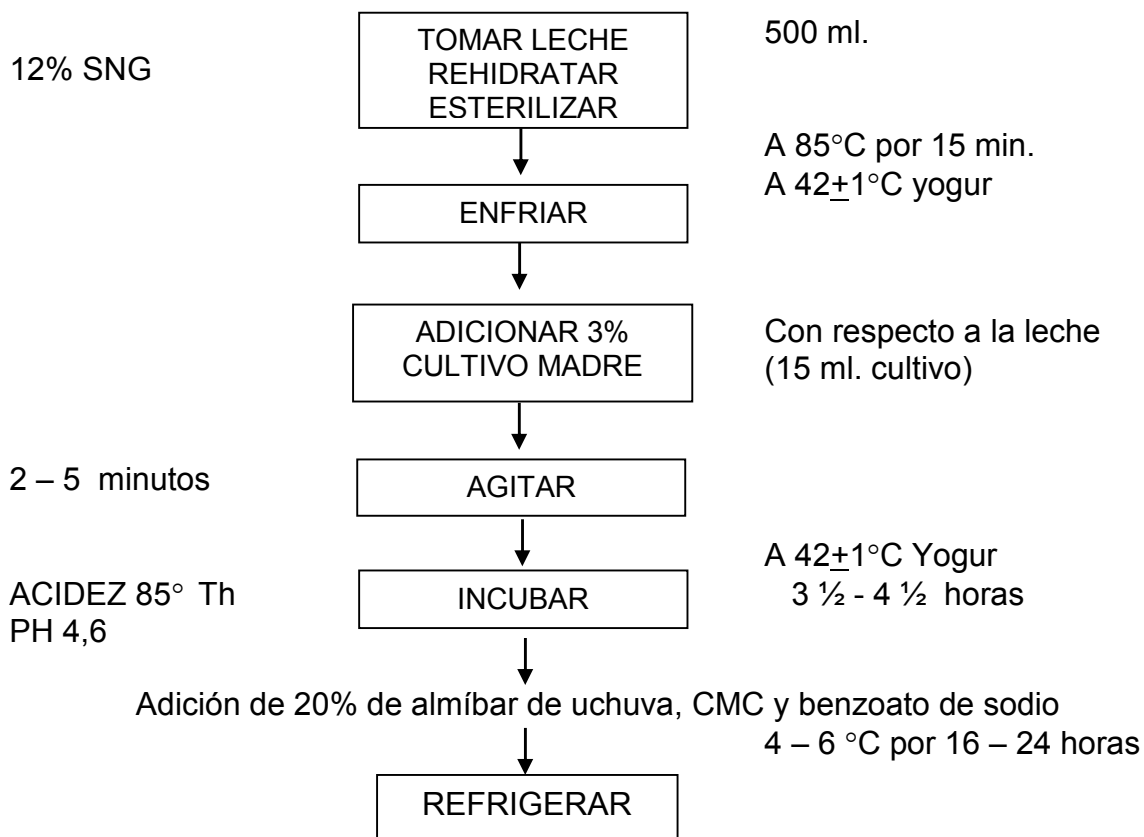 12% SNG
TOMAR LECHE
REHIDRATAR
ESTERILIZAR
500 ml.
A 85°C por 15 min.
A 42±1°C yogur
ENFRIAR
ADICIONAR 3%
CULTIVO MADRE
Con respecto a la leche
(15 ml. cultivo)
2 – 5 minutos
AGITAR
A 42±1°C Yogur
3 ½ - 4 ½ horas
ACIDEZ 85° Th
PH 4,6
INCUBAR
Adición de 20% de almíbar de uchuva, CMC y benzoato de sodio
4 – 6 °C por 16 – 24 horas
REFRIGERAR